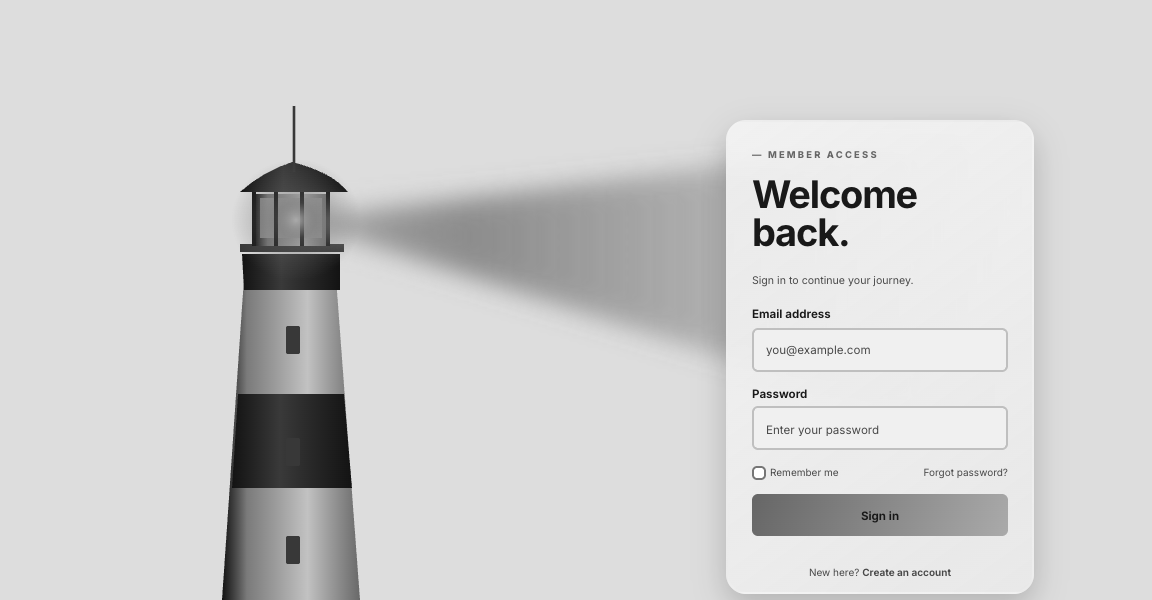 — MEMBER ACCESS
Welcome
back.
Sign in to continue your journey.
Email address
you@example.com
Password
Enter your password
Remember me
Forgot password?
Sign in
New here? Create an account